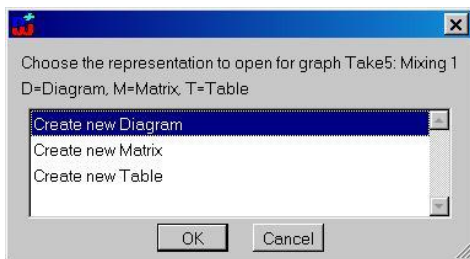 Choose the representation to open for graph Take5: Mixing 1
D=Diagram, M=Matrix, T=Table
Create new Diagram
Create new Matrix
Create new Table
OK Cancel